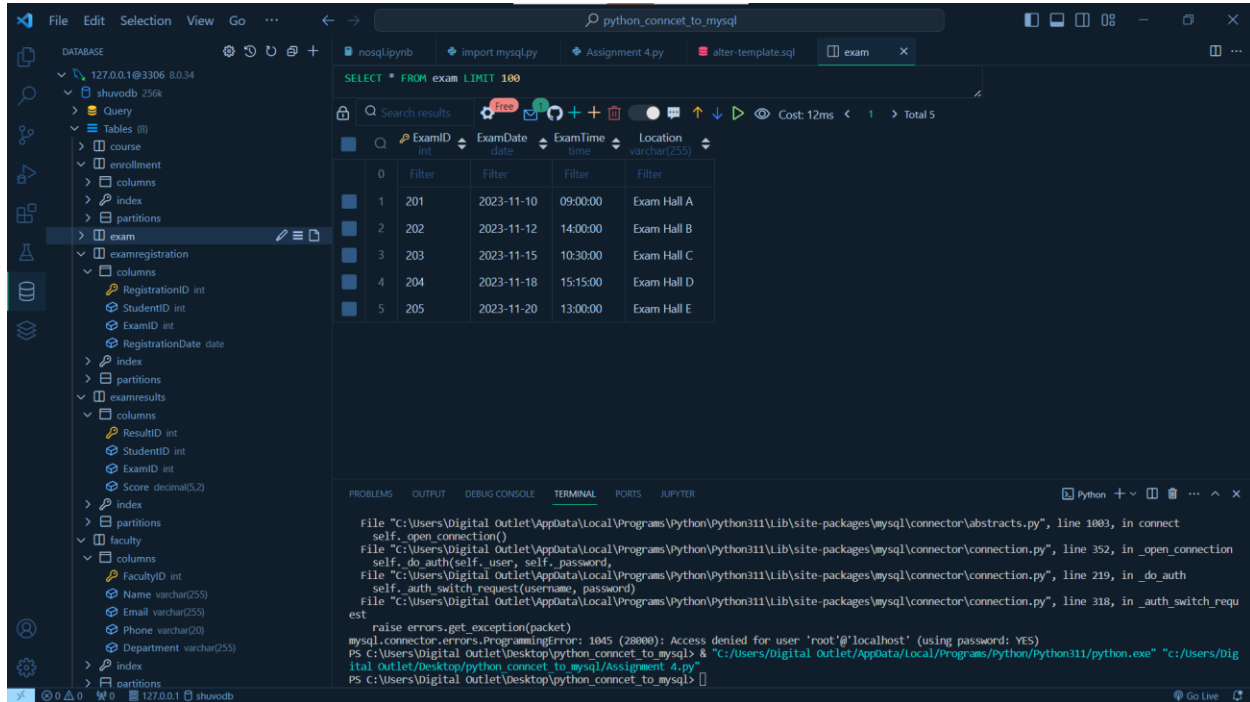 File Edit Selection View Go ··· python_conncet_to_mysql
DATABASE
127.0.0.1@3306 8.0.34
shuvodb 256k
Query
Tables (8)
course
enrollment
columns
index
partitions
exam
examregistration
columns
RegistrationID int
StudentID int
ExamID int
RegistrationDate date
index
partitions
examresults
columns
ResultID int
StudentID int
ExamID int
Score decimal(5,2)
index
partitions
faculty
columns
FacultyID int
Name varchar(255)
Email varchar(255)
Phone varchar(20)
Department varchar(255)
index
partitions
nosql.ipynb import mysql.py Assignment 4.py alter-template.sql exam
SELECT * FROM exam LIMIT 100
Search results Free 1 Cost: 12ms < 1 > Total 5
ExamID ExamDate ExamTime Location
int date time varchar(255)
0 Filter Filter Filter Filter
1 201 2023-11-10 09:00:00 Exam Hall A
2 202 2023-11-12 14:00:00 Exam Hall B
3 203 2023-11-15 10:30:00 Exam Hall C
4 204 2023-11-18 15:15:00 Exam Hall D
5 205 2023-11-20 13:00:00 Exam Hall E
PROBLEMS OUTPUT DEBUG CONSOLE TERMINAL PORTS JUPYTER Python
File "C:\Users\Digital Outlet\AppData\Local\Programs\Python\Python311\Lib\site-packages\mysql\connector\abstracts.py", line 1003, in connect
self._open_connection()
File "C:\Users\Digital Outlet\AppData\Local\Programs\Python\Python311\Lib\site-packages\mysql\connector\connection.py", line 352, in _open_connection
self._do_auth(self._user, self._password,
File "C:\Users\Digital Outlet\AppData\Local\Programs\Python\Python311\Lib\site-packages\mysql\connector\connection.py", line 219, in _do_auth
self._auth_switch_request(username, password)
File "C:\Users\Digital Outlet\AppData\Local\Programs\Python\Python311\Lib\site-packages\mysql\connector\connection.py", line 318, in _auth_switch_requ
est
raise errors.get_exception(packet)
mysql.connector.errors.ProgrammingError: 1045 (28000): Access denied for user 'root'@'localhost' (using password: YES)
PS C:\Users\Digital Outlet\Desktop\python_conncet_to_mysql> & "C:/Users/Digital Outlet/AppData/Local/Programs/Python/Python311/python.exe" "c:/Users/Dig
ital Outlet/Desktop/python_conncet_to_mysql/Assignment 4.py"
PS C:\Users\Digital Outlet\Desktop\python_conncet_to_mysql>
0 0 0 127.0.0.1 shuvodb Go Live